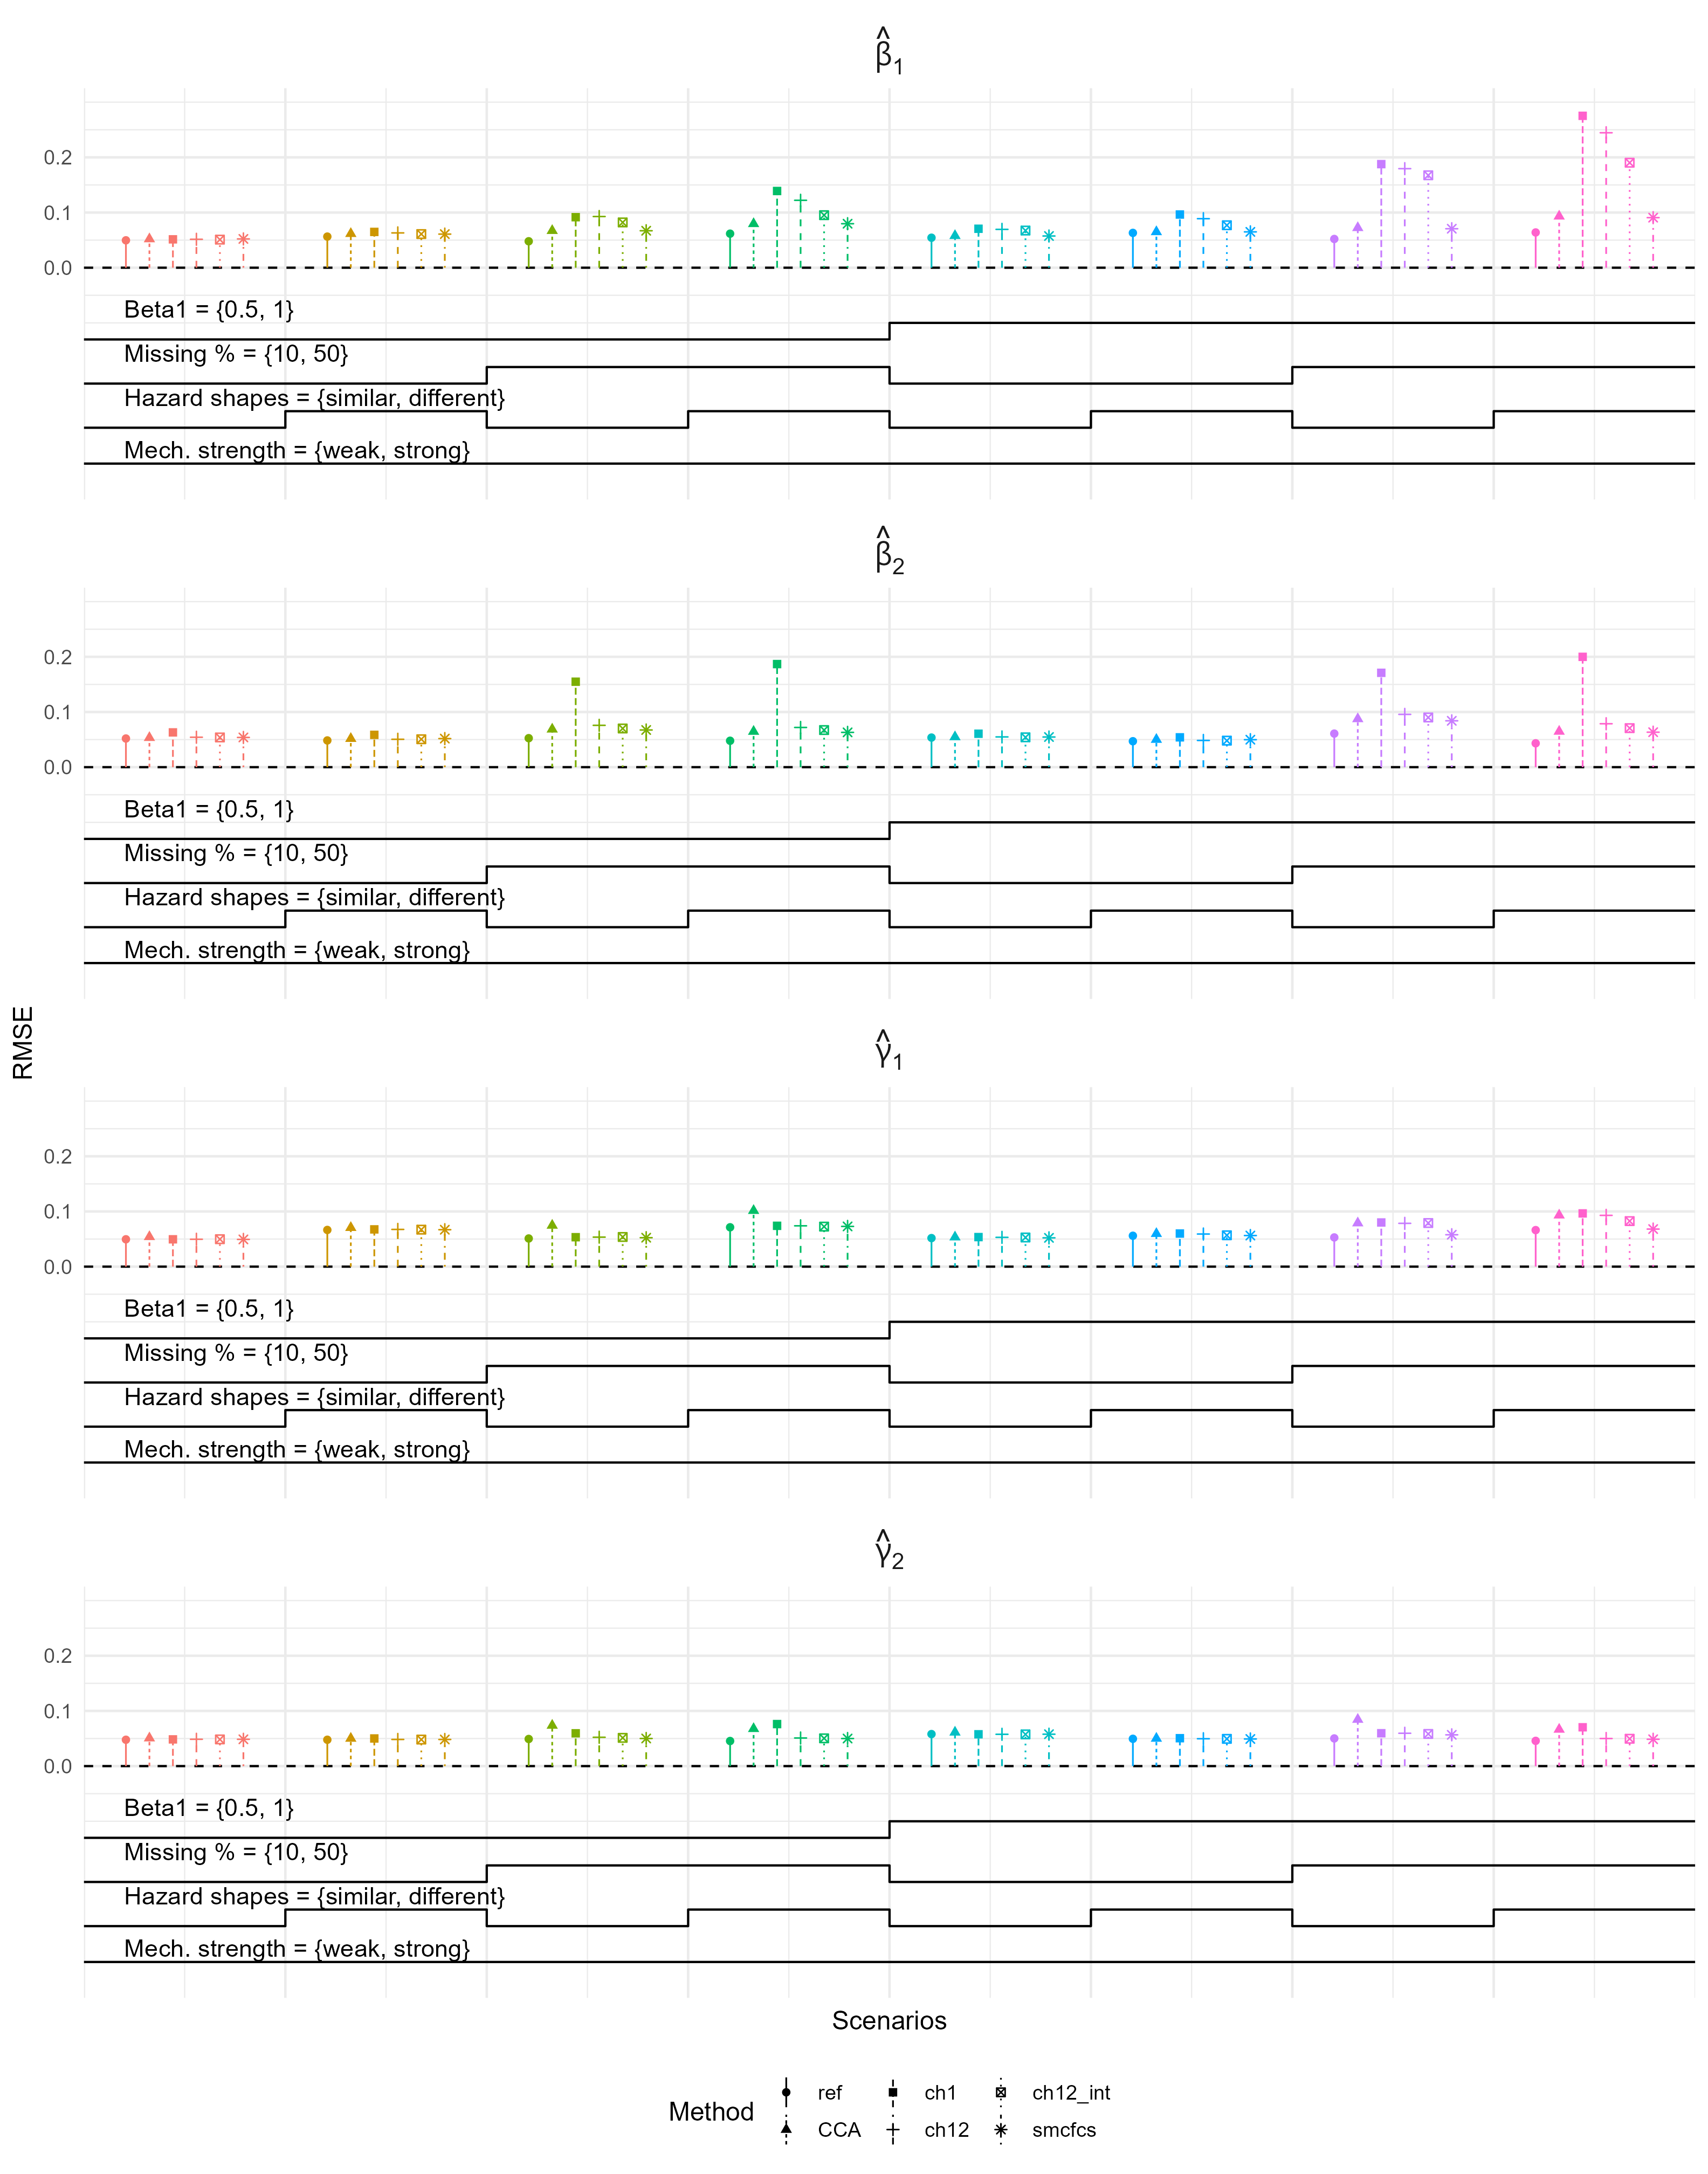 β̂1
0.2
0.1
0.0
Beta1 = {0.5, 1}
Missing % = {10, 50}
Hazard shapes = {similar, different}
Mech. strength = {weak, strong}
β̂2
0.2
0.1
0.0
Beta1 = {0.5, 1}
Missing % = {10, 50}
Hazard shapes = {similar, different}
Mech. strength = {weak, strong}
RMSE
γ̂1
0.2
0.1
0.0
Beta1 = {0.5, 1}
Missing % = {10, 50}
Hazard shapes = {similar, different}
Mech. strength = {weak, strong}
γ̂2
0.2
0.1
0.0
Beta1 = {0.5, 1}
Missing % = {10, 50}
Hazard shapes = {similar, different}
Mech. strength = {weak, strong}
Scenarios
Method
ref ch1 ch12_int
CCA ch12 smcfcs